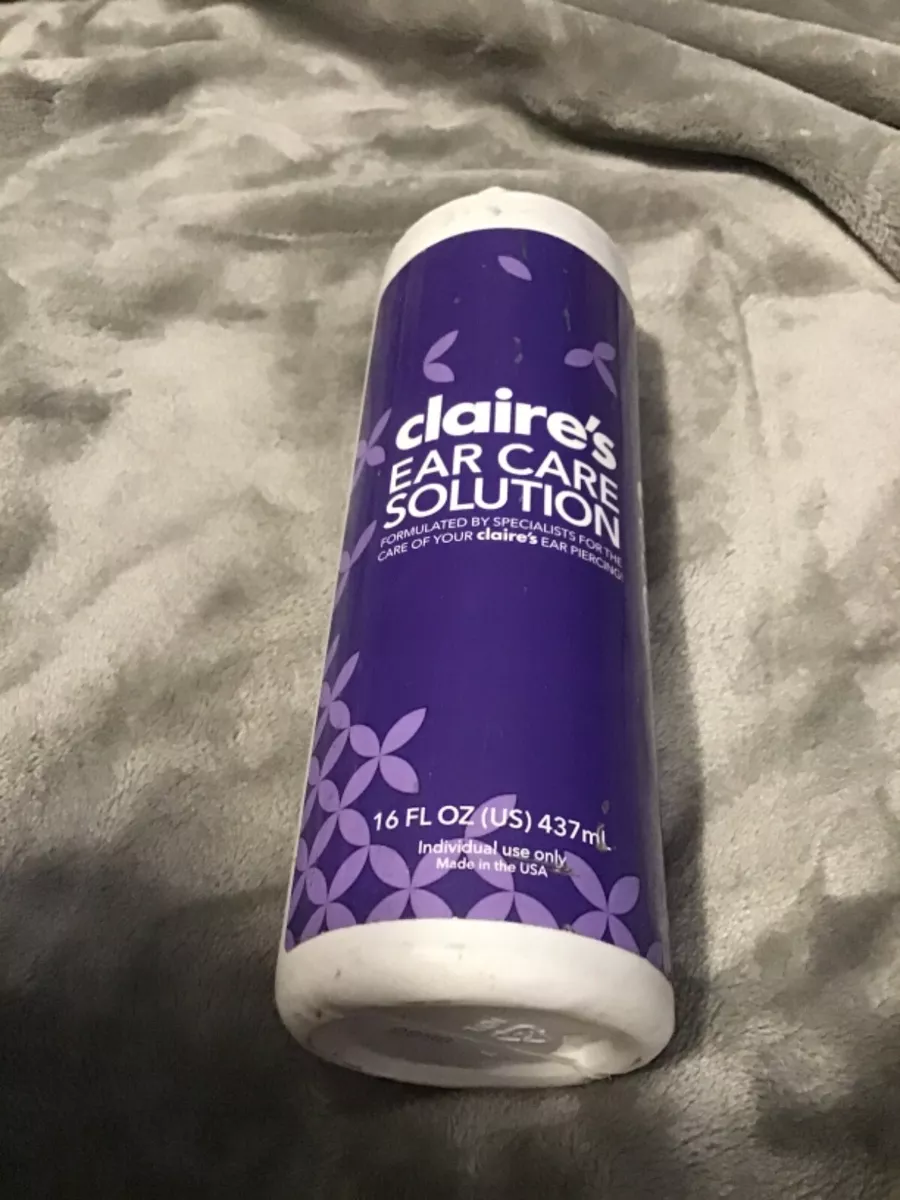 claire's
EAR CARE
SOLUTION
FORMULATED BY SPECIALISTS FOR THE
CARE OF YOUR claire's EAR PIERCING!
16 FL OZ (US) 437mL
Individual use only
Made in the USA